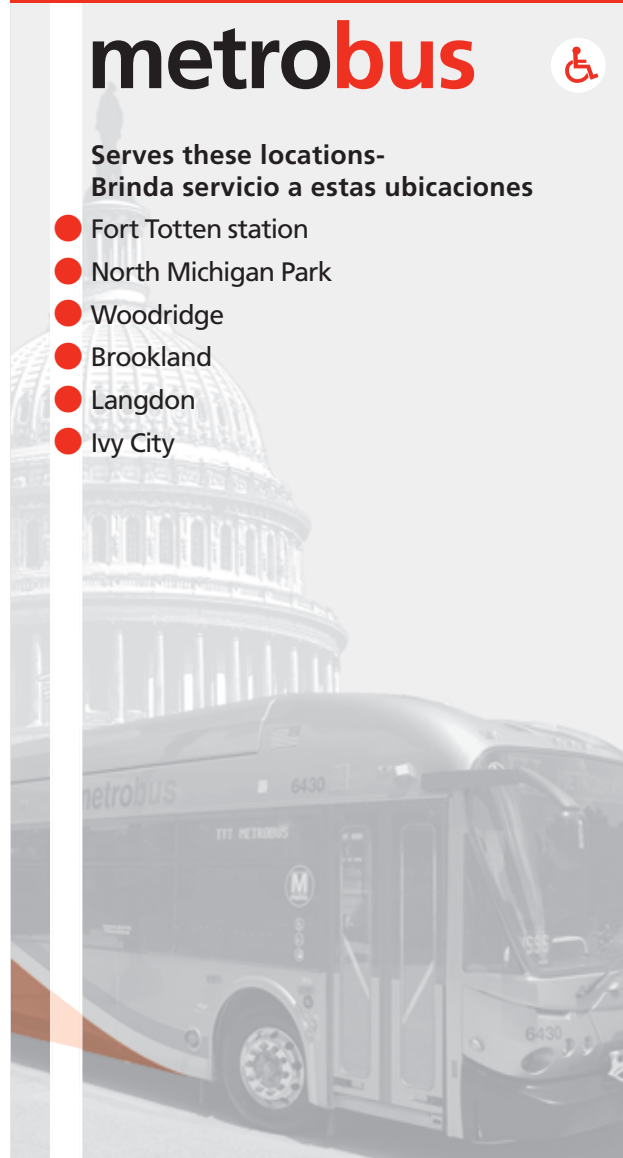 metrobus
Serves these locations-
Brinda servicio a estas ubicaciones
Fort Totten station
North Michigan Park
Woodridge
Brookland
Langdon
Ivy City
metrobus
6430
TTT METROBUS
M
6430